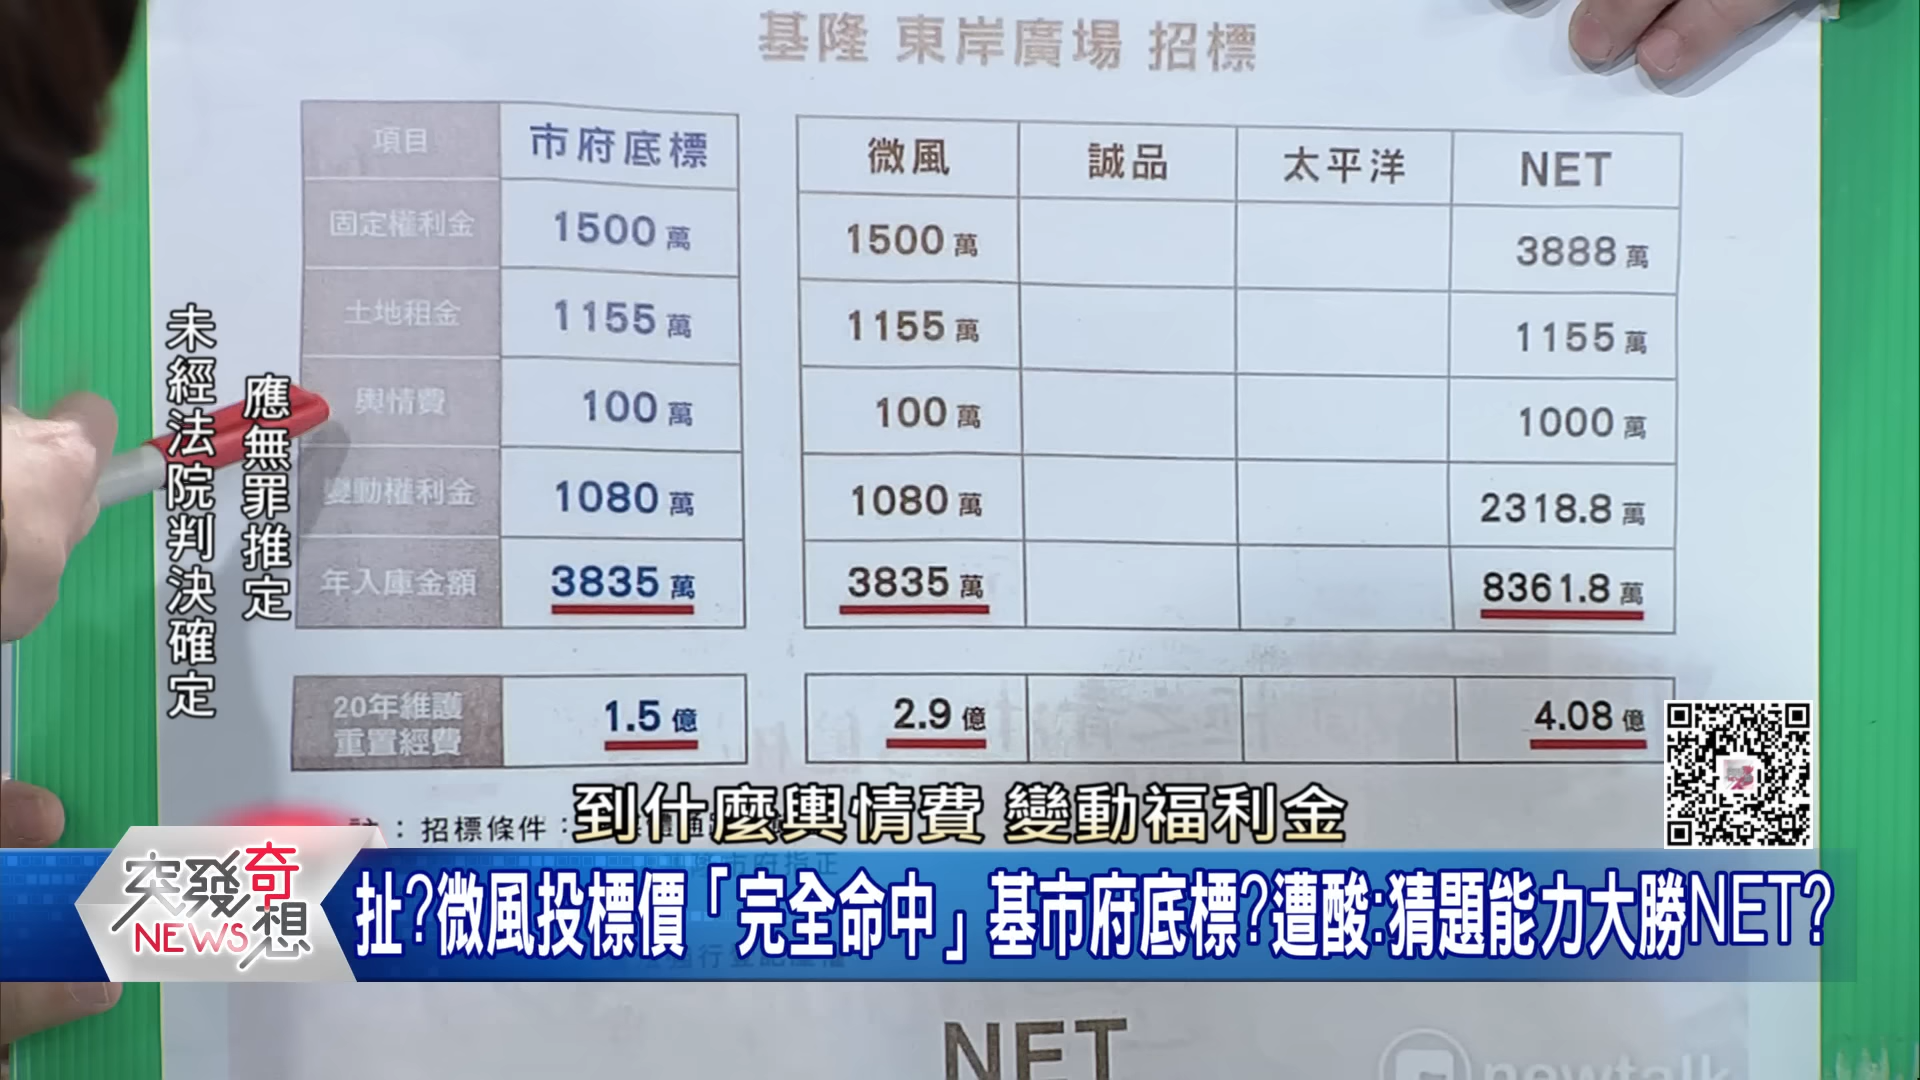 基隆 東岸廣場 招標
項目 市府底標 微風 誠品 太平洋 NET
固定權利金 1500萬 1500萬 3888萬
土地租金 1155萬 1155萬 1155萬
輿情費 100萬 100萬 1000萬
變動權利金 1080萬 1080萬 2318.8萬
年入庫金額 3835萬 3835萬 8361.8萬
20年維護
重置經費 1.5億 2.9億 4.08億
應無罪推定
未經法院判決確定
註：招標條件：
到什麼輿情費 變動福利金
突發奇想
NEWS
扯?微風投標價「完全命中」基市府底標?遭酸:猜題能力大勝NET?
NET
newtalk